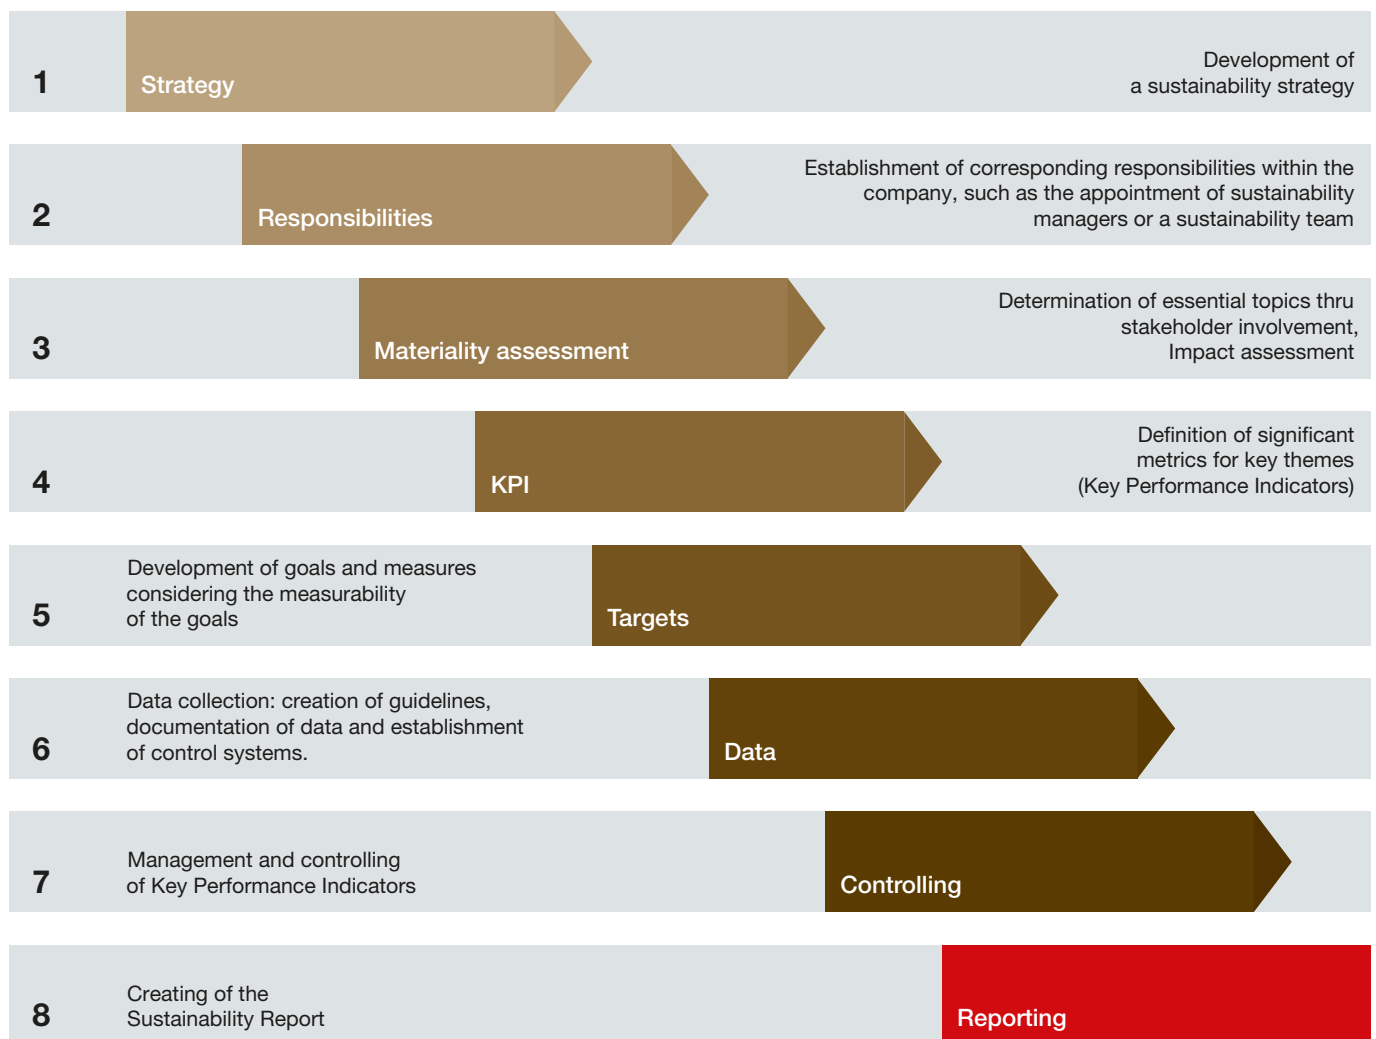 1
Strategy
Development of
a sustainability strategy
2
Responsibilities
Establishment of corresponding responsibilities within the
company, such as the appointment of sustainability
managers or a sustainability team
3
Materiality assessment
Determination of essential topics thru
stakeholder involvement,
Impact assessment
4
KPI
Definition of significant
metrics for key themes
(Key Performance Indicators)
5
Development of goals and measures
considering the measurability
of the goals
Targets
6
Data collection: creation of guidelines,
documentation of data and establishment
of control systems.
Data
7
Management and controlling
of Key Performance Indicators
Controlling
8
Creating of the
Sustainability Report
Reporting